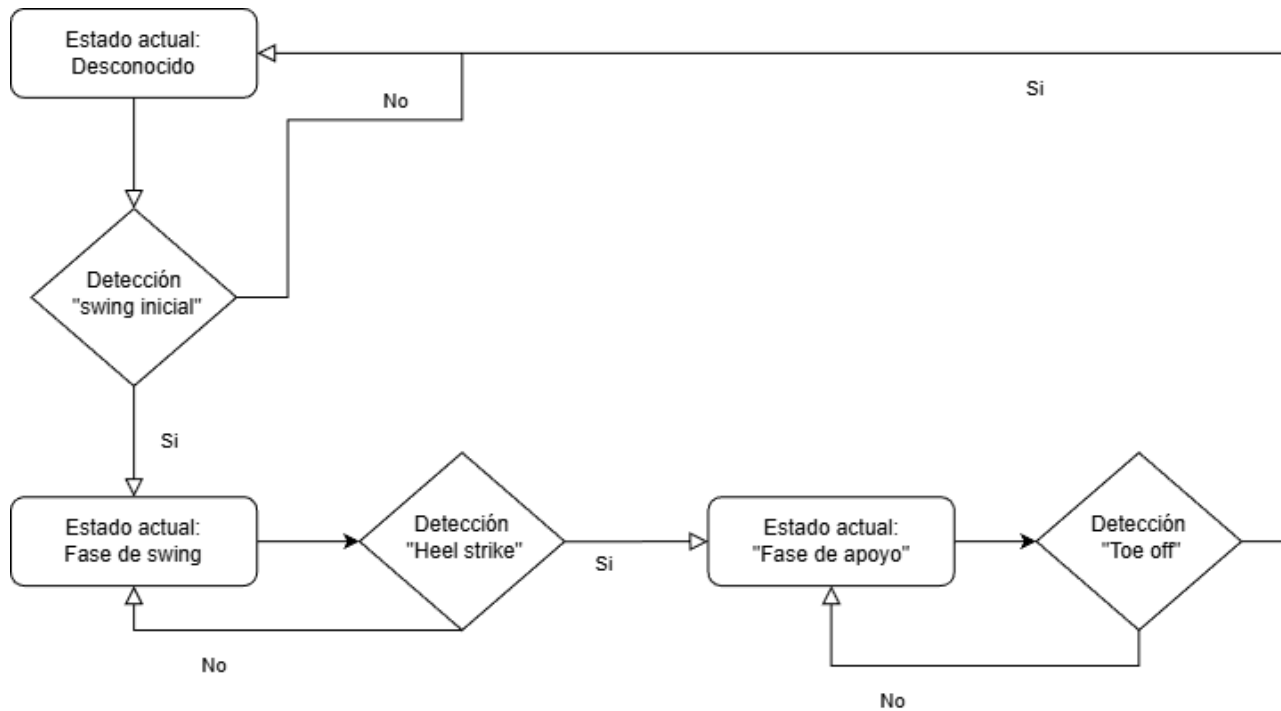 Estado actual:
Desconocido
No
Si
Detección
"swing inicial"
Si
Estado actual:
Fase de swing
Detección
"Heel strike"
Si
No
Estado actual:
"Fase de apoyo"
Detección
"Toe off"
No